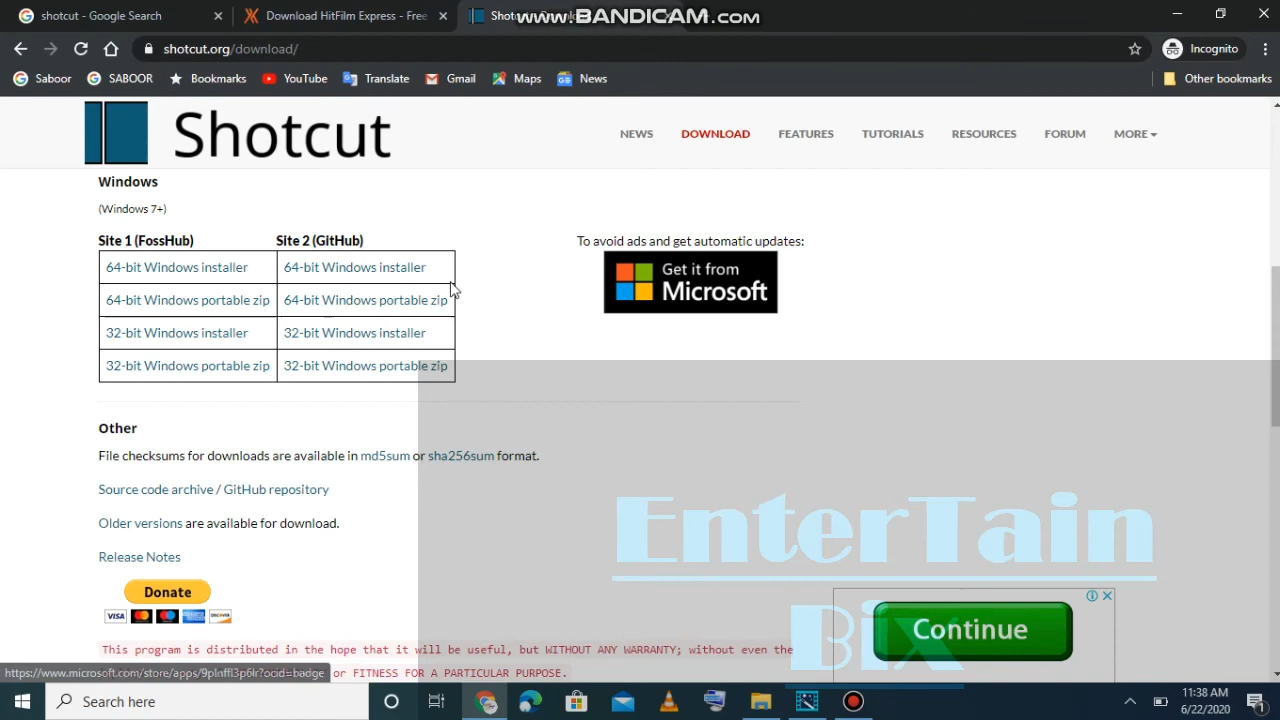 shotcut - Google Search
Download HitFilm Express - Free
www.BANDICAM.com
shotcut.org/download/
Incognito
Saboor
SABOOR
Bookmarks
YouTube
Translate
Gmail
Maps
News
Other bookmarks
Shotcut
NEWS
DOWNLOAD
FEATURES
TUTORIALS
RESOURCES
FORUM
MORE
Windows
(Windows 7+)
Site 1 (FossHub) Site 2 (GitHub)
To avoid ads and get automatic updates:
64-bit Windows installer 64-bit Windows installer
64-bit Windows portable zip 64-bit Windows portable zip
32-bit Windows installer 32-bit Windows installer
32-bit Windows portable zip 32-bit Windows portable zip
Get it from
Microsoft
Other
File checksums for downloads are available in md5sum or sha256sum format.
Source code archive / GitHub repository
Older versions are available for download.
Release Notes
Donate
VISA
EnterTain
Bix
Continue
This program is distributed in the hope that it will be useful, but WITHOUT ANY WARRANTY; without even the
or FITNESS FOR A PARTICULAR PURPOSE.
https://www.microsoft.com/store/apps/9plnffl3p6lr?ocid=badge
Search here
11:38 AM
6/22/2020
1